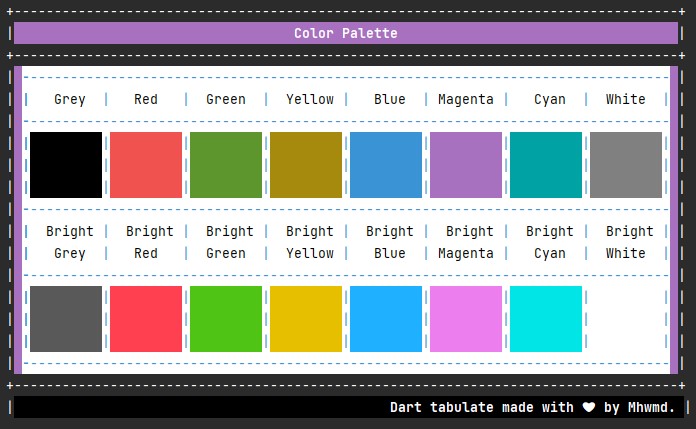 Color Palette
Grey Red Green Yellow Blue Magenta Cyan White
Bright Bright Bright Bright Bright Bright Bright Bright
Grey Red Green Yellow Blue Magenta Cyan White
Dart tabulate made with ♥ by Mhwmd.